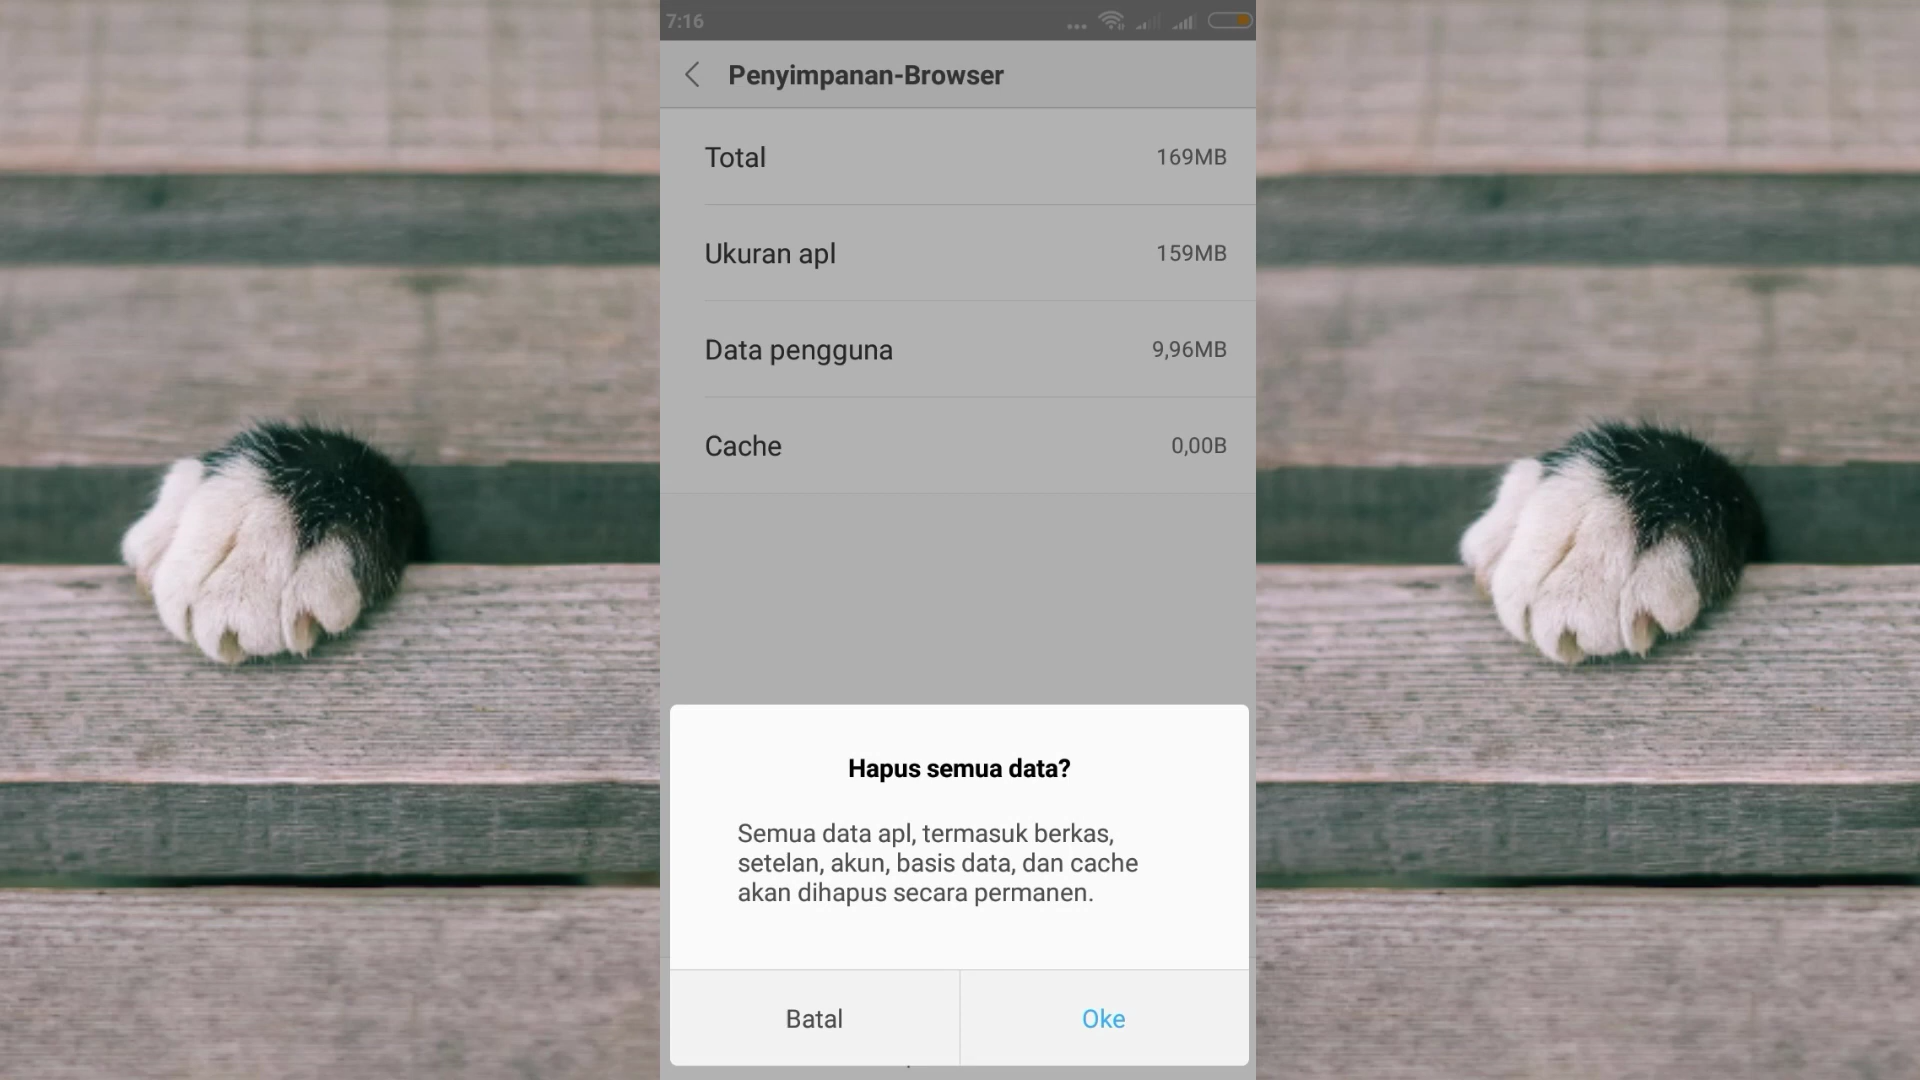 7:16
Penyimpanan-Browser
Total 169MB
Ukuran apl 159MB
Data pengguna 9,96MB
Cache 0,00B
Hapus semua data?
Semua data apl, termasuk berkas,
setelan, akun, basis data, dan cache
akan dihapus secara permanen.
Batal Oke